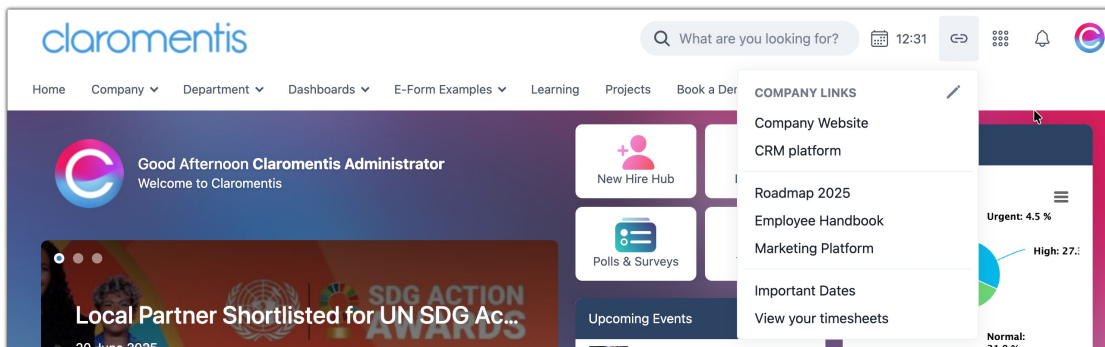 claromentis
What are you looking for?
12:31
Home
Company
Department
Dashboards
E-Form Examples
Learning
Projects
Book a De
COMPANY LINKS
Company Website
CRM platform
Roadmap 2025
Employee Handbook
Marketing Platform
Important Dates
View your timesheets
Good Afternoon Claromentis Administrator
Welcome to Claromentis
New Hire Hub
Polls & Surveys
SDG ACTION
AWARDS
Local Partner Shortlisted for UN SDG Ac...
20 June 2025
Upcoming Events
Urgent: 4.5 %
High: 27.
Normal: